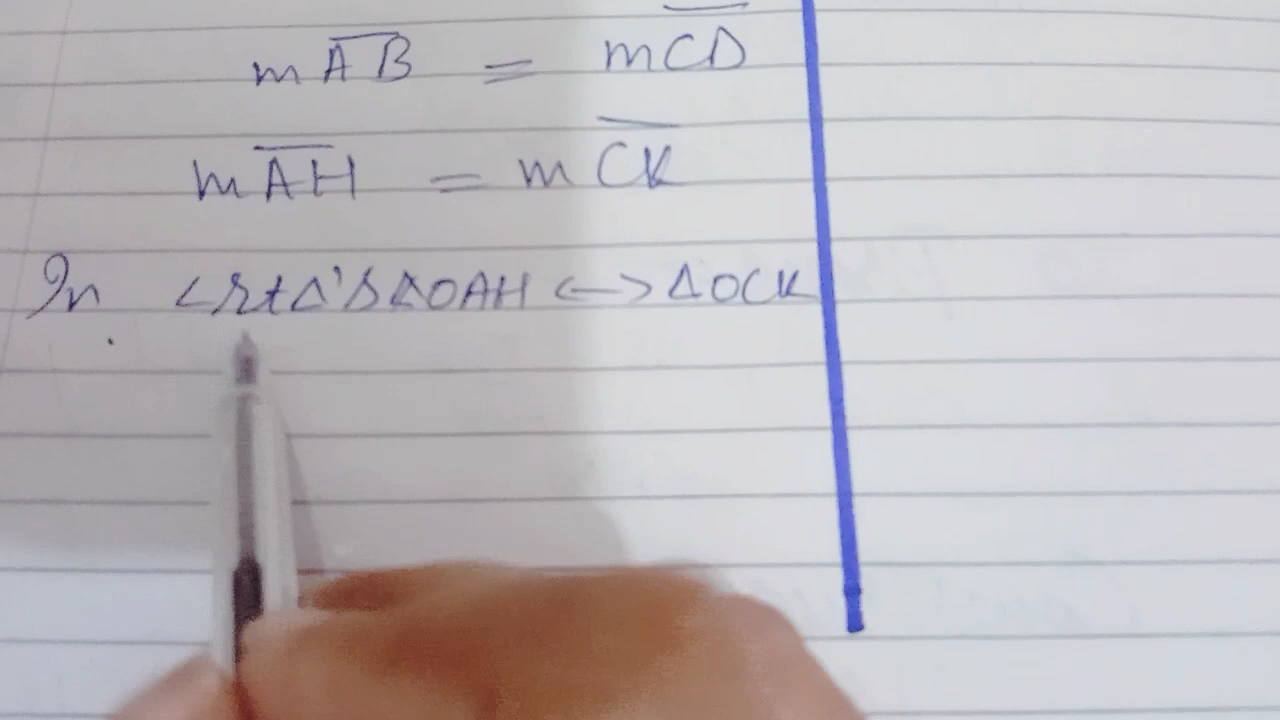 mAB = mCD
mAH = mCK
In <rt∆'s ∆OAH <-> ∆OCK